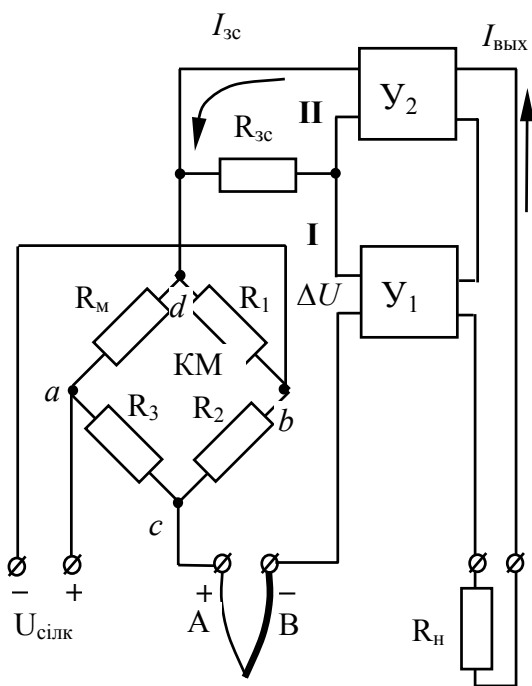 Iзс
Iвых
У2
II
Rзс
I
ΔU
У1
Rм
d
R1
КМ
a
R3
R2
b
c
− +
Uсілк
+ −
A B
Rн